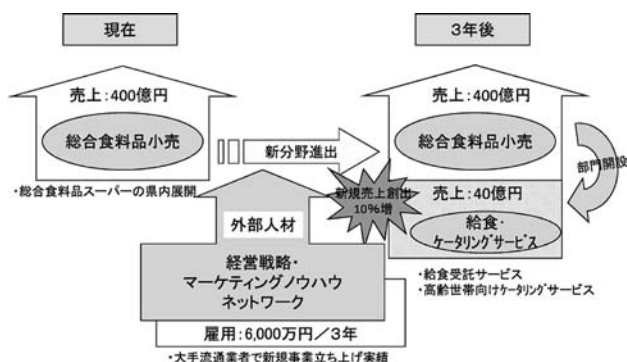 現在
売上：400億円
総合食料品小売
・総合食料品スーパーの県内展開
新分野進出
外部人材
経営戦略・
マーケティングノウハウ
ネットワーク
雇用：6,000万円／3年
・大手流通業者で新規事業立ち上げ実績
3年後
売上：400億円
総合食料品小売
部門開設
新規売上創出
10％増
売上：40億円
給食・
ケータリングサービス
・給食受託サービス
・高齢世帯向けケータリングサービス